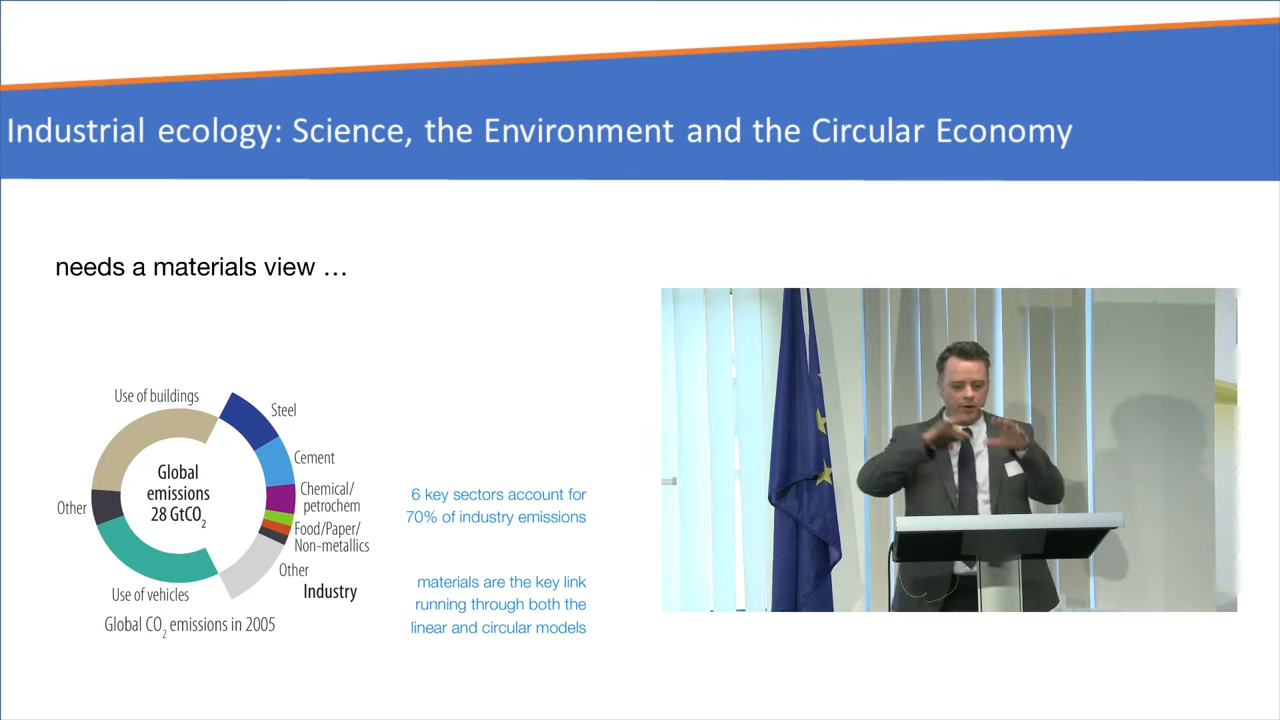 Industrial ecology: Science, the Environment and the Circular Economy
needs a materials view …
Use of buildings
Steel
Cement
Chemical/
petrochem
Food/Paper/
Non-metallics
Other
Industry
Other
Use of vehicles
Global
emissions
28 GtCO₂
Global CO₂ emissions in 2005
6 key sectors account for
70% of industry emissions
materials are the key link
running through both the
linear and circular models